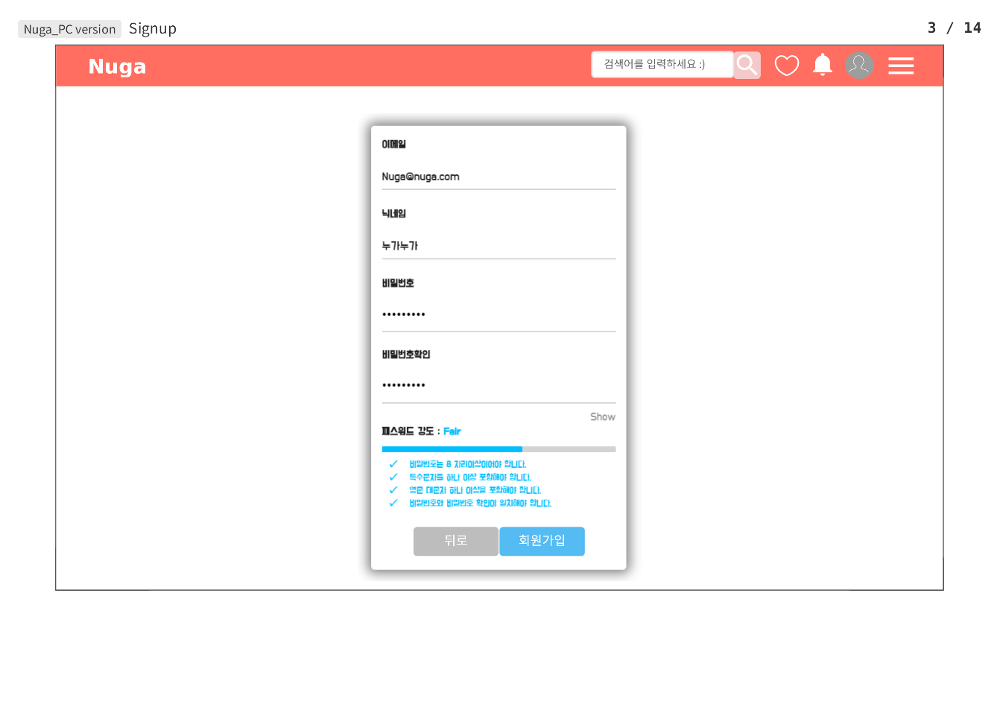 Nuga_PC version Signup
3 / 14
Nuga
검색어를 입력하세요 :)
이메일
Nuga@nuga.com
닉네임
누가누가
비밀번호
•••••••••
비밀번호확인
•••••••••
Show
패스워드 강도 : Fair
✓ 비밀번호는 8 자리이상이어야 합니다.
✓ 특수문자를 하나 이상 포함해야 합니다.
✓ 영문 대문자 하나 이상을 포함해야 합니다.
✓ 비밀번호와 비밀번호 확인이 일치해야 합니다.
뒤로 회원가입